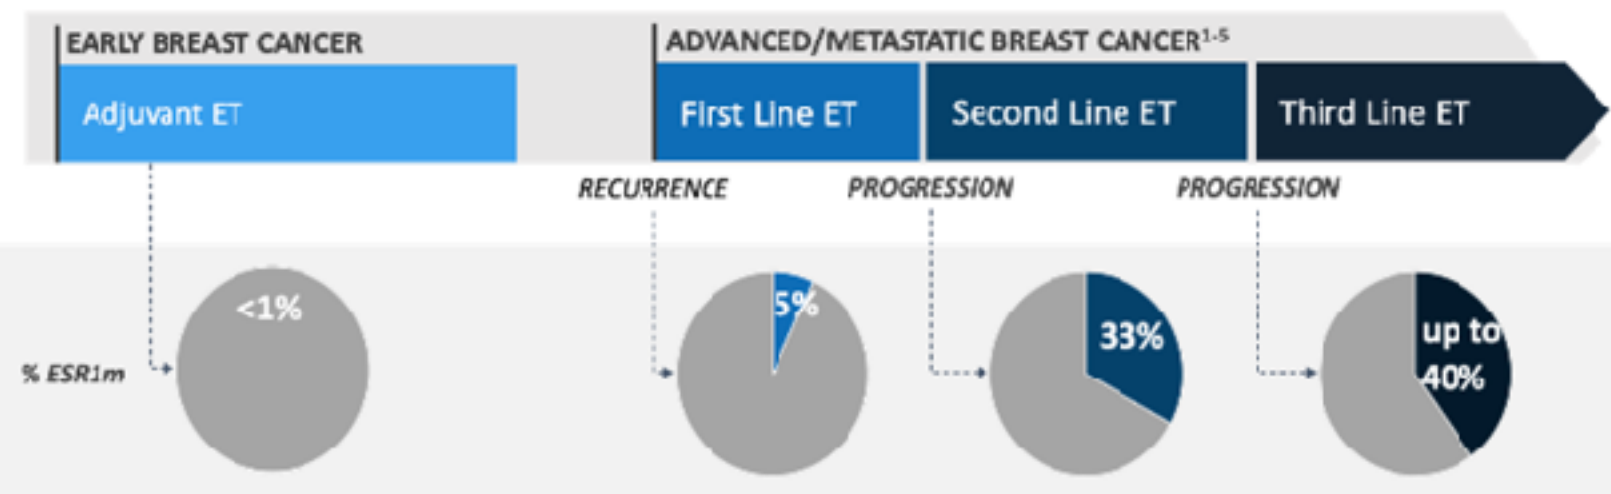 EARLY BREAST CANCER
ADVANCED/METASTATIC BREAST CANCER¹⁻⁵
Adjuvant ET
First Line ET
Second Line ET
Third Line ET
RECURRENCE
PROGRESSION
PROGRESSION
% ESR1m
<1%
5%
33%
up to
40%